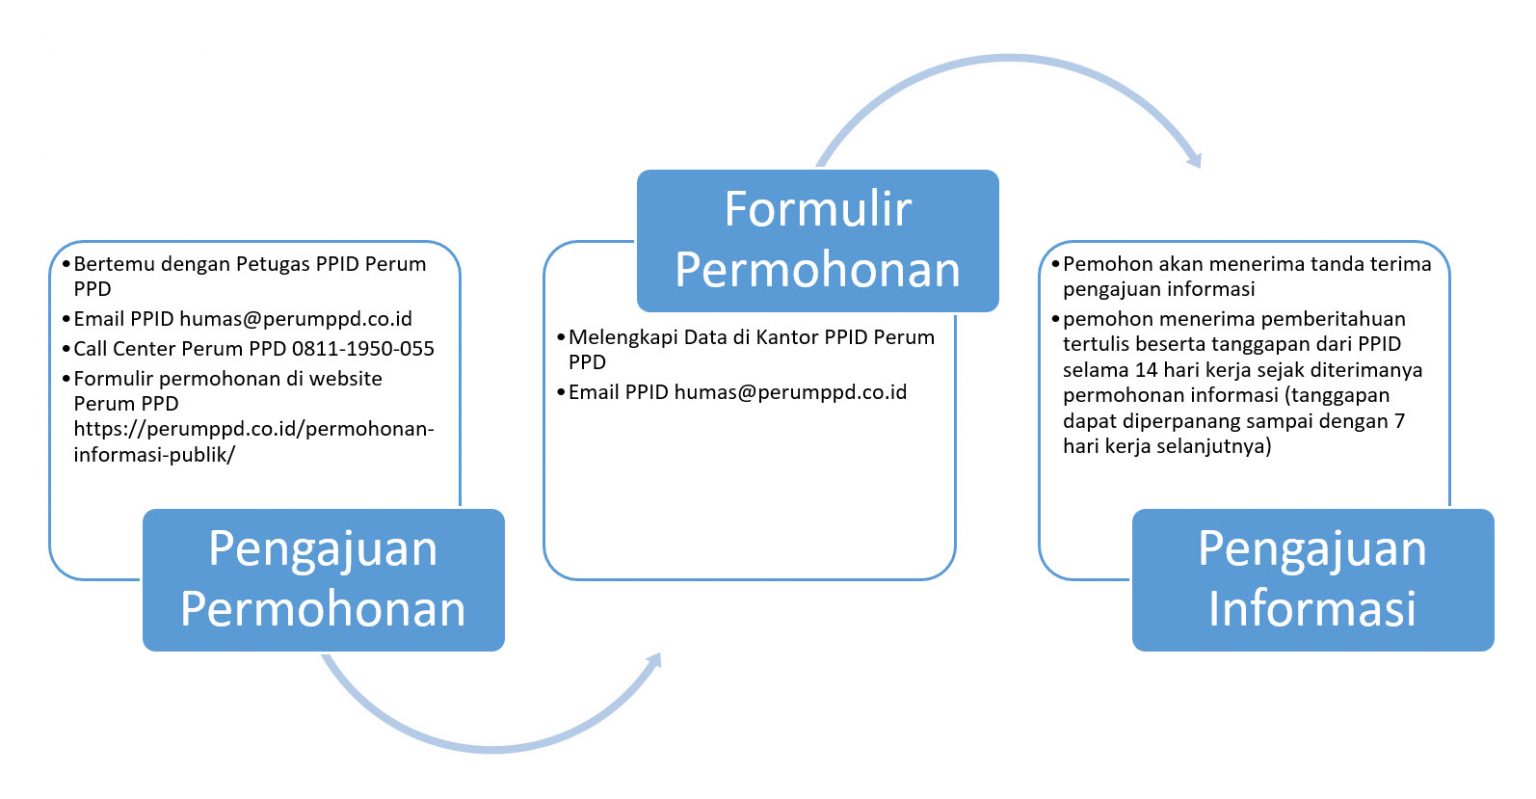 •Bertemu dengan Petugas PPID Perum
PPD
•Email PPID humas@perumppd.co.id
•Call Center Perum PPD 0811-1950-055
•Formulir permohonan di website
Perum PPD
https://perumppd.co.id/permohonan-
informasi-publik/
Pengajuan
Permohonan
Formulir
Permohonan
•Melengkapi Data di Kantor PPID Perum
PPD
•Email PPID humas@perumppd.co.id
•Pemohon akan menerima tanda terima
pengajuan informasi
•pemohon menerima pemberitahuan
tertulis beserta tanggapan dari PPID
selama 14 hari kerja sejak diterimanya
permohonan informasi (tanggapan
dapat diperpanang sampai dengan 7
hari kerja selanjutnya)
Pengajuan
Informasi